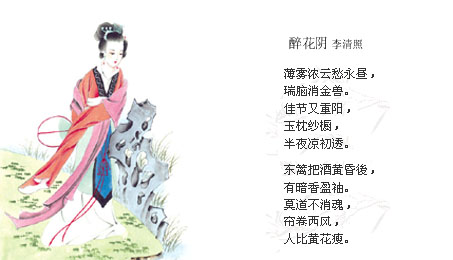 醉花阴 李清照
薄雾浓云愁永昼，
瑞脑消金兽。
佳节又重阳，
玉枕纱橱，
半夜凉初透。
东篱把酒黄昏後，
有暗香盈袖。
莫道不消魂，
帘卷西风，
人比黄花瘦。